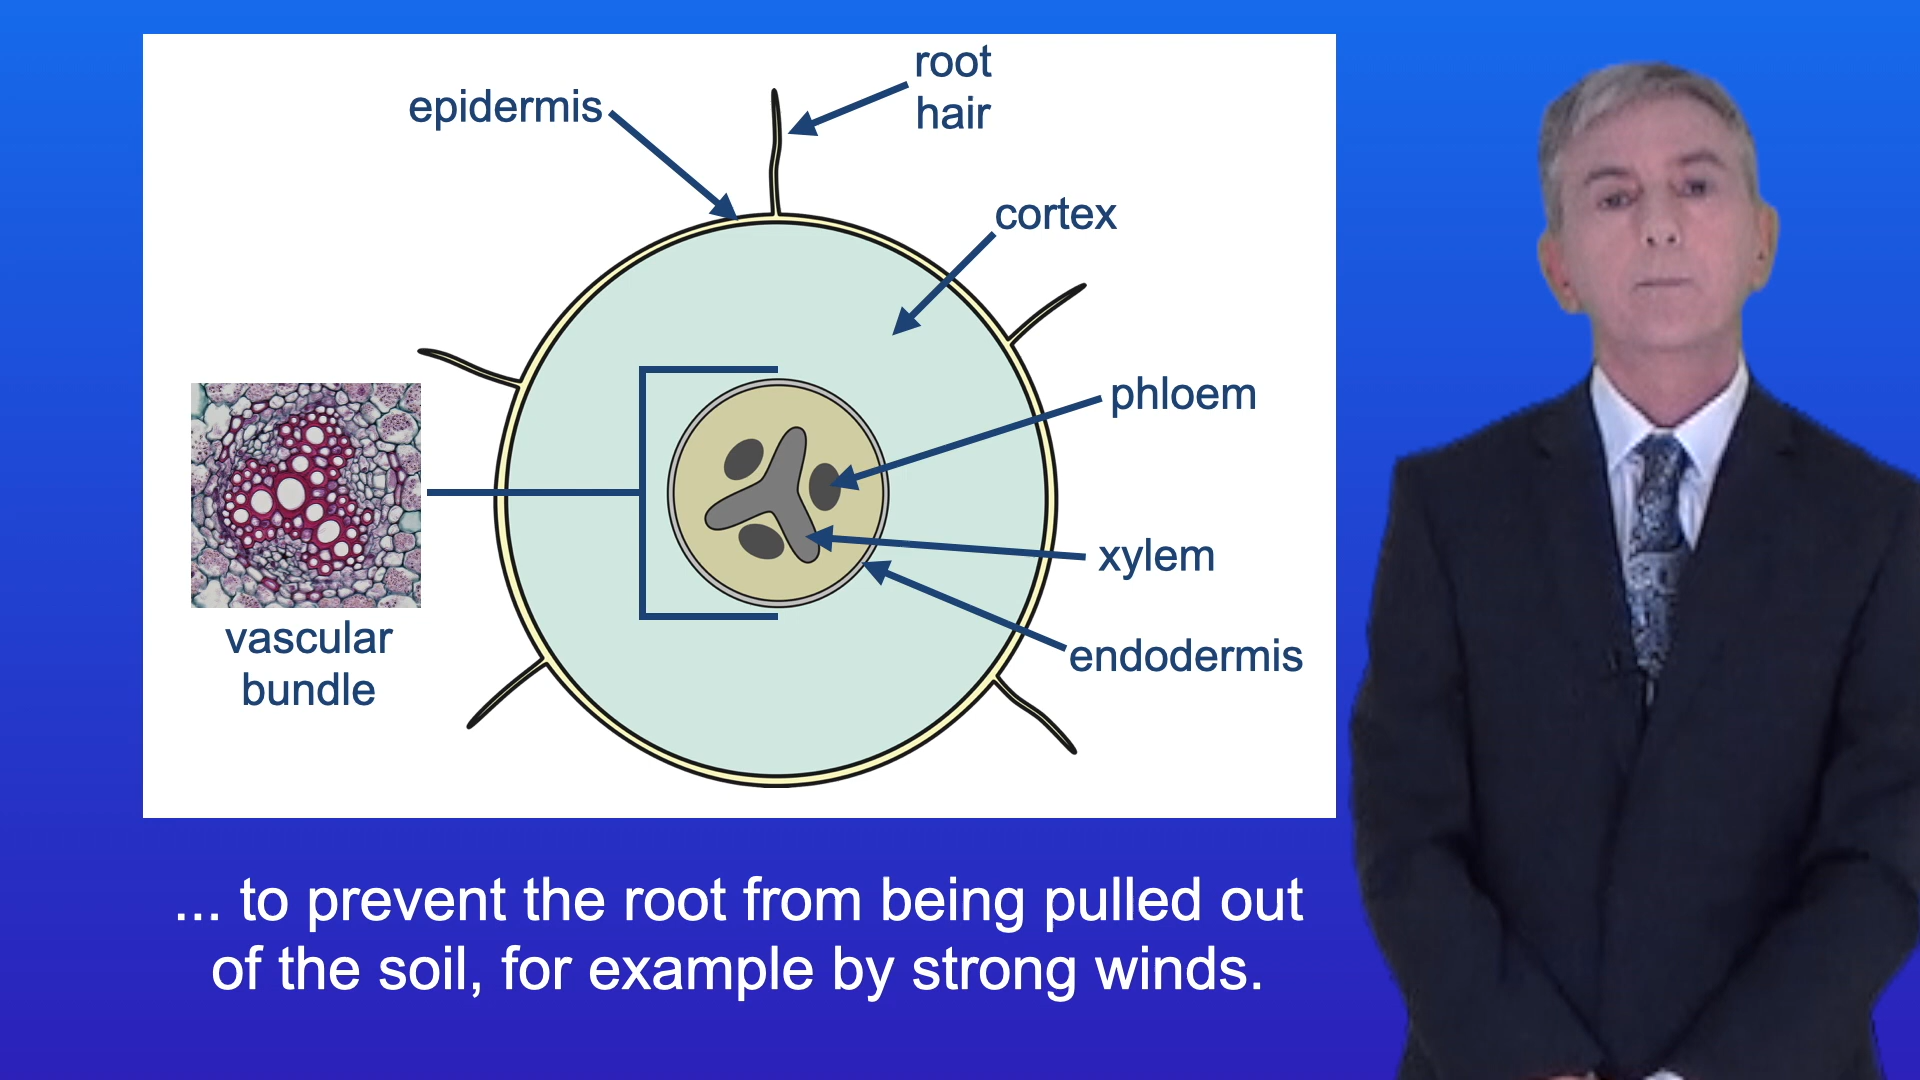 root
hair
epidermis
cortex
phloem
xylem
endodermis
vascular
bundle
... to prevent the root from being pulled out
of the soil, for example by strong winds.